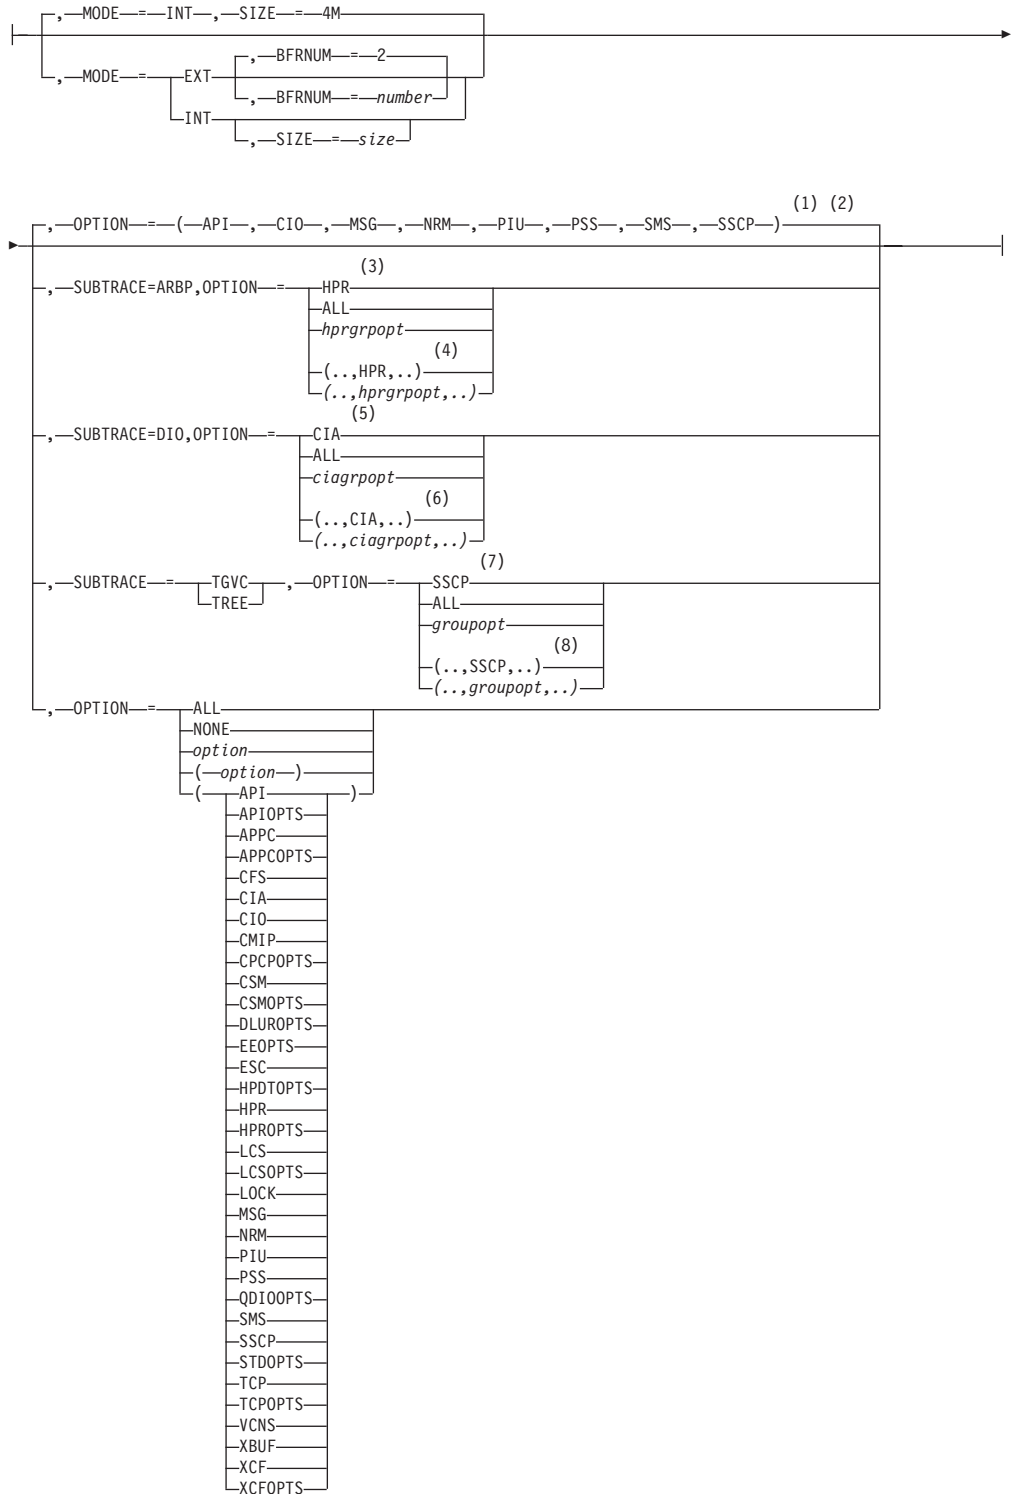 , MODE = INT , SIZE = 4M
, BFRNUM = 2
, MODE = EXT
, BFRNUM = number
INT
, SIZE = size
(1) (2)
, OPTION = ( API , CIO , MSG , NRM , PIU , PSS , SMS , SSCP )
(3)
, SUBTRACE=ARBP,OPTION = HPR
ALL
hprgrpopt
(4)
(..,HPR,..)
(..,hprgrpopt,..)
(5)
, SUBTRACE=DIO,OPTION = CIA
ALL
ciagrpopt
(6)
(..,CIA,..)
(..,ciagrpopt,..)
(7)
, SUBTRACE = TGVC , OPTION = SSCP
TREE
ALL
groupopt
(8)
(..,SSCP,..)
(..,groupopt,..)
, OPTION = ALL
NONE
option
( option )
( API )
APIOPTS
APPC
APPCOPTS
CFS
CIA
CIO
CMIP
CPCPOPTS
CSM
CSMOPTS
DLUROPTS
EEOPTS
ESC
HPDTOPTS
HPR
HPROPTS
LCS
LCSOPTS
LOCK
MSG
NRM
PIU
PSS
QDIOOPTS
SMS
SSCP
STDOPTS
TCP
TCPOPTS
VCNS
XBUF
XCF
XCFOPTS